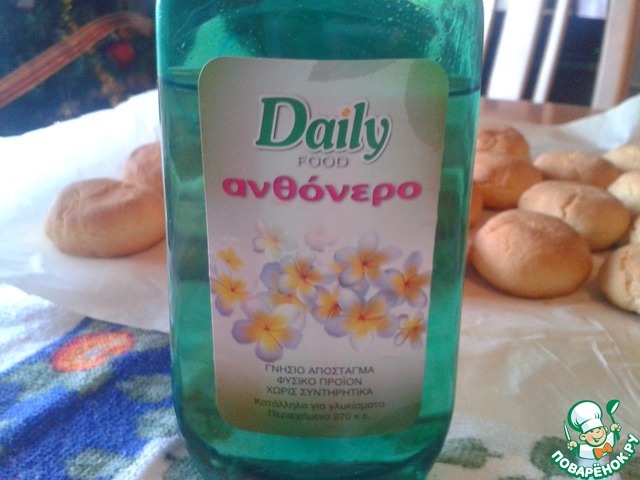 Daily
FOOD
ανθόνερο
ΓΝΗΣΙΟ ΑΠΟΣΤΑΓΜΑ
ΦΥΣΙΚΟ ΠΡΟΪΟΝ
ΧΩΡΙΣ ΣΥΝΤΗΡΗΤΙΚΑ
Κατάλληλο για γλυκίσματα
Περιεχόμενο 270 κ.ε.
ПОВАРЁНОК.РУ